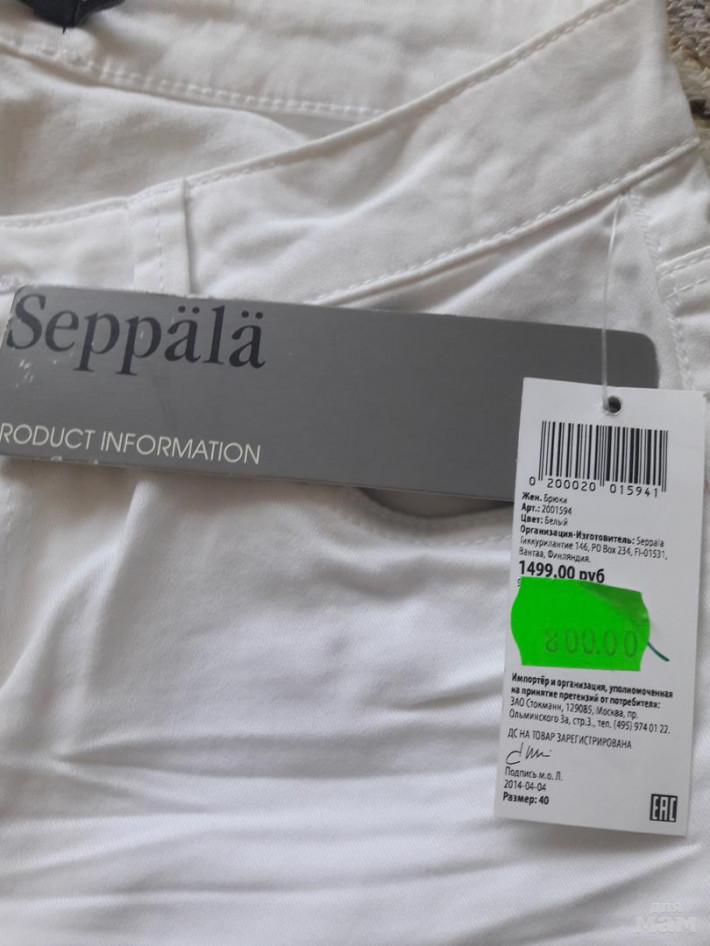 Seppälä
RODUCT INFORMATION
0 200020 015941
Жен. Брюки
Арт.: 2001594
Цвет: Белый
Организация-Изготовитель: Seppala
Тиккурилантие 146, PO Box 234, FI-01531,
Вантаа, Финляндия.
1499.00 руб
800.00
Импортёр и организация, уполномоченная
на принятие претензий от потребителя:
ЗАО Стокманн, 129085, Москва, пр.
Ольминского 3а, стр.3., тел. (495) 974 01 22.
ДС НА ТОВАР ЗАРЕГИСТРИРОВАНА
Подпись м.о. Л.
2014-04-04
Размер: 40
EAC
для
мам